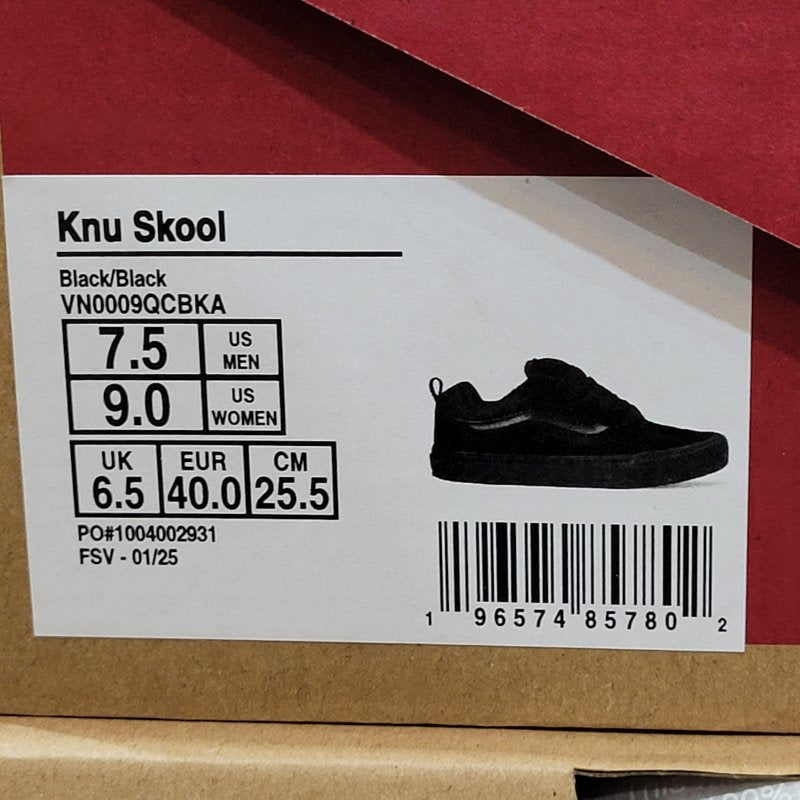 Knu Skool
Black/Black
VN0009QCBKA
7.5 US MEN
9.0 US WOMEN
UK EUR CM
6.5 40.0 25.5
PO#1004002931
FSV - 01/25
1 96574 85780 2